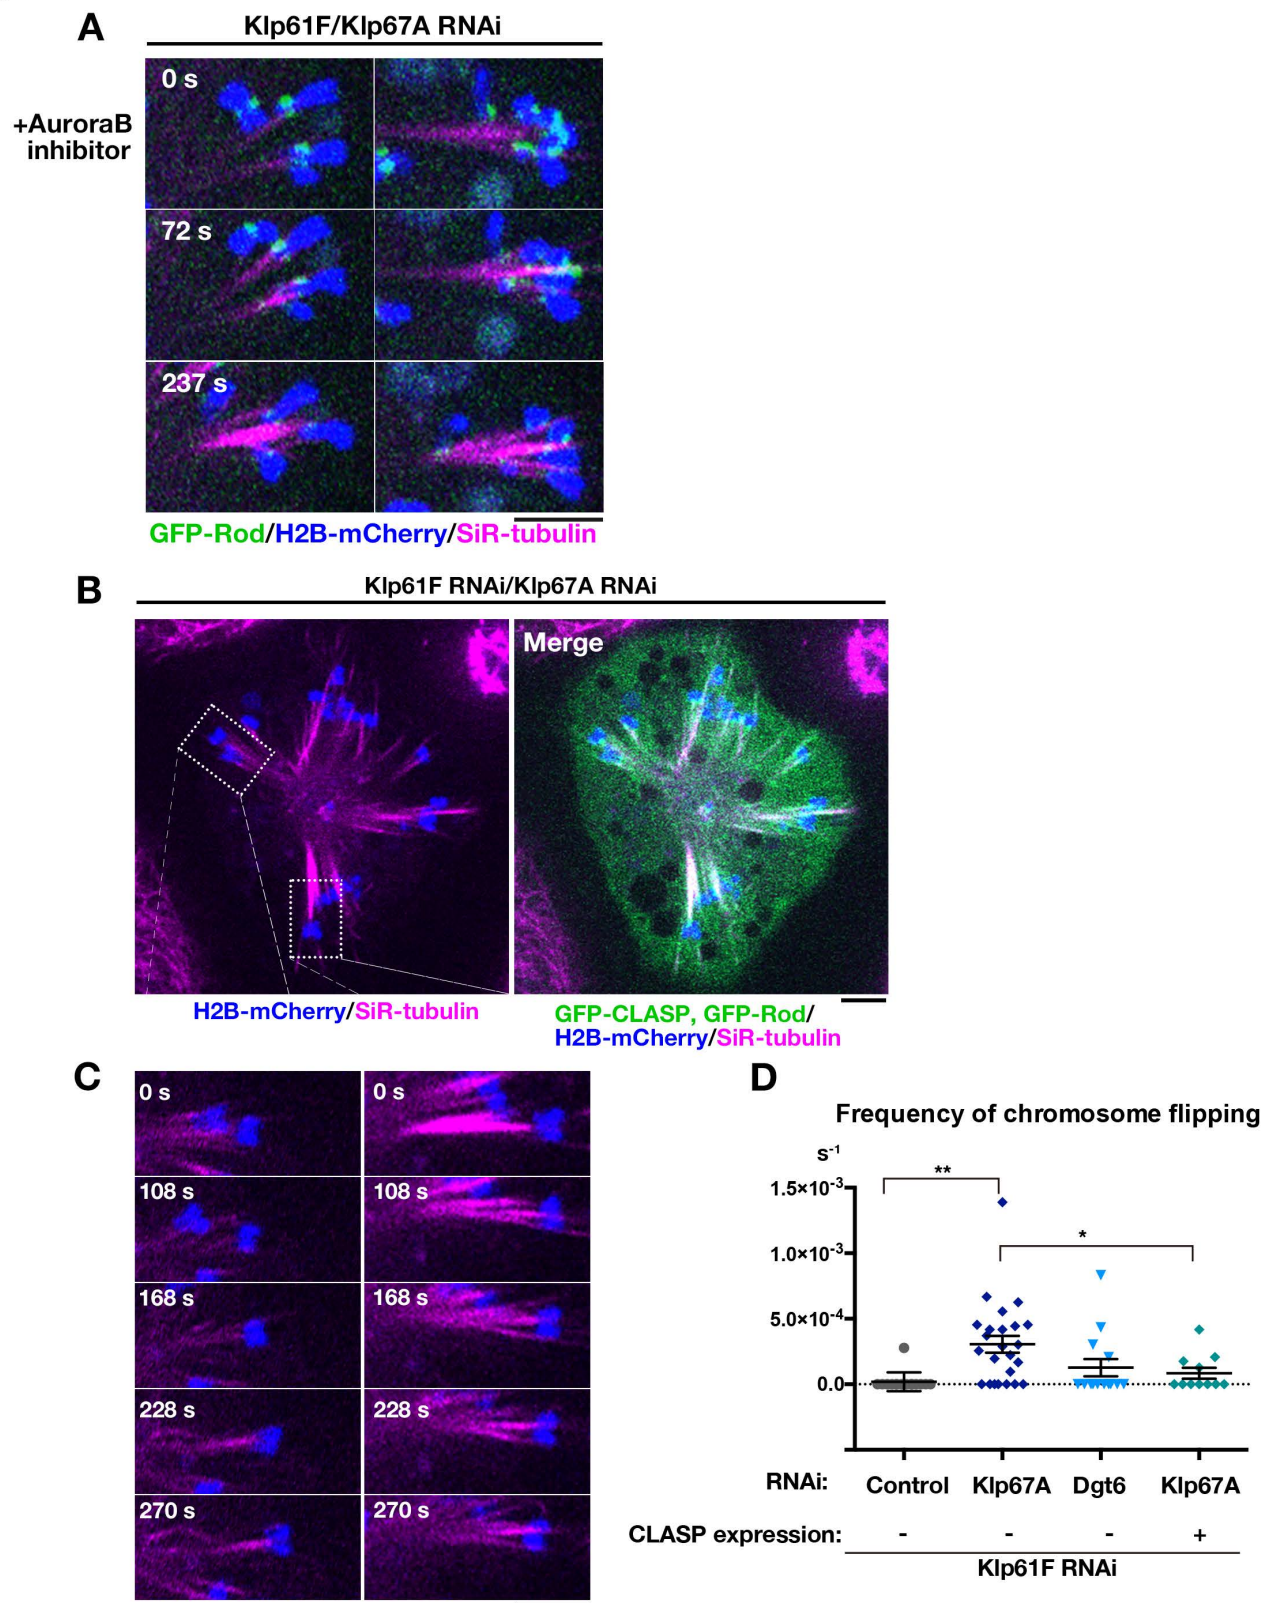 A
Klp61F/Klp67A RNAi
+AuroraB
inhibitor
0 s
72 s
237 s
GFP-Rod/H2B-mCherry/SiR-tubulin
B
Klp61F RNAi/Klp67A RNAi
Merge
H2B-mCherry/SiR-tubulin
GFP-CLASP, GFP-Rod/
H2B-mCherry/SiR-tubulin
C
0 s
0 s
108 s
108 s
168 s
168 s
228 s
228 s
270 s
270 s
D
Frequency of chromosome flipping
s⁻¹
1.5×10⁻³
1.0×10⁻³
5.0×10⁻⁴
0.0
**
*
RNAi: Control Klp67A Dgt6 Klp67A
CLASP expression: - - - +
Klp61F RNAi